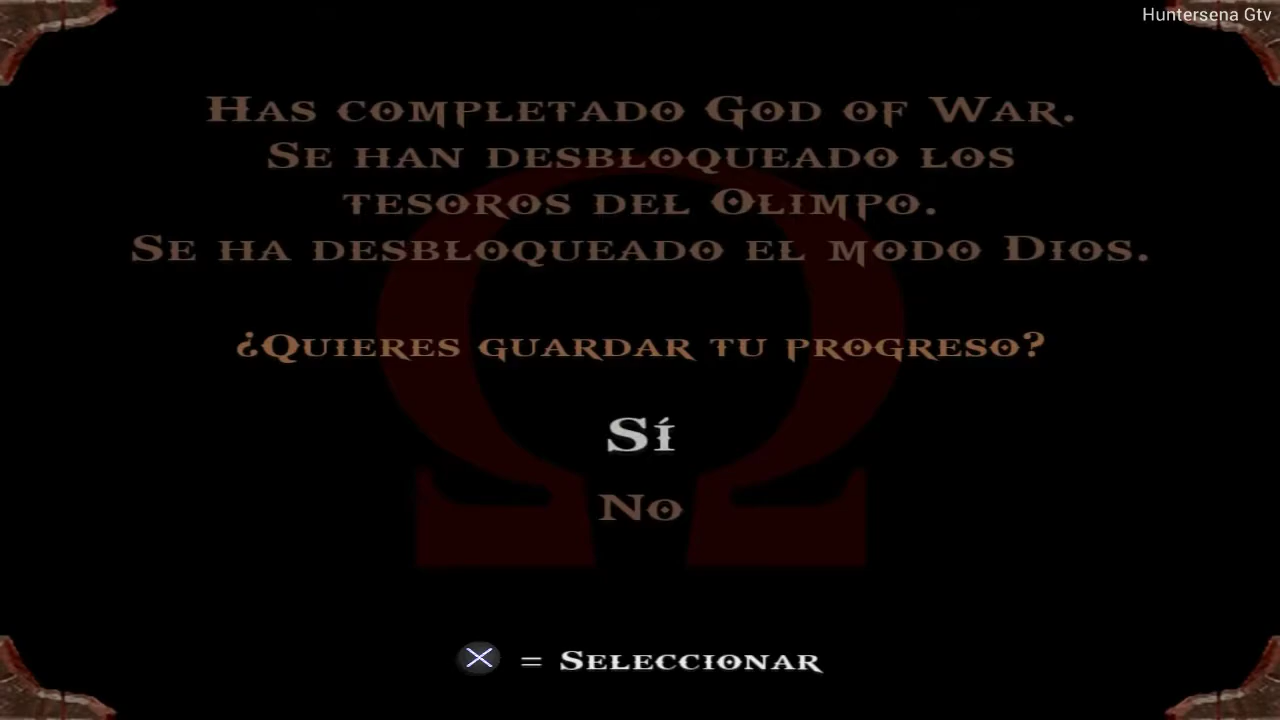 Huntersena Gtv
Has completado God of War.
Se han desbloqueado los
tesoros del Olimpo.
Se ha desbloqueado el modo Dios.
¿Quieres guardar tu progreso?
Sí
No
= Seleccionar